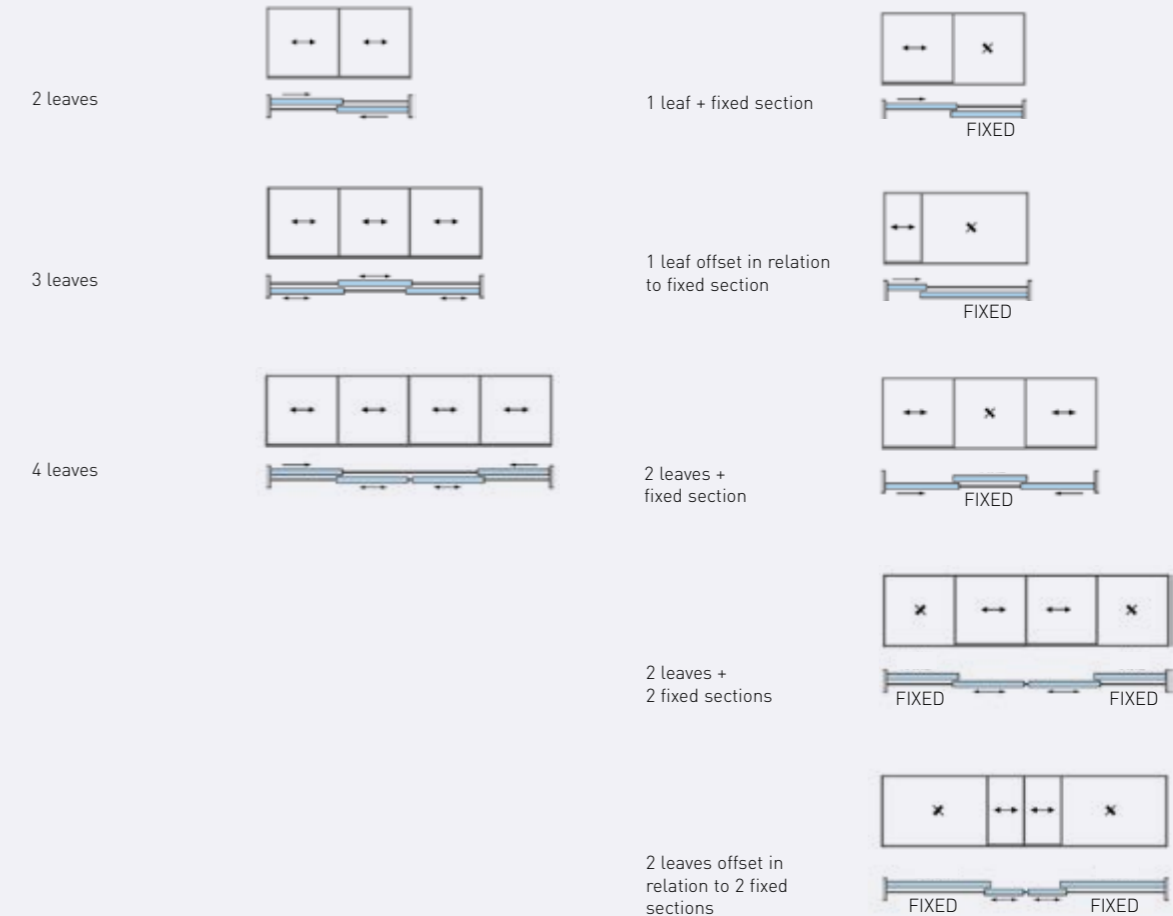 2 leaves
3 leaves
4 leaves
1 leaf + fixed section
FIXED
1 leaf offset in relation
to fixed section
FIXED
2 leaves +
fixed section
FIXED
2 leaves +
2 fixed sections
FIXED
FIXED
2 leaves offset in
relation to 2 fixed
sections
FIXED
FIXED